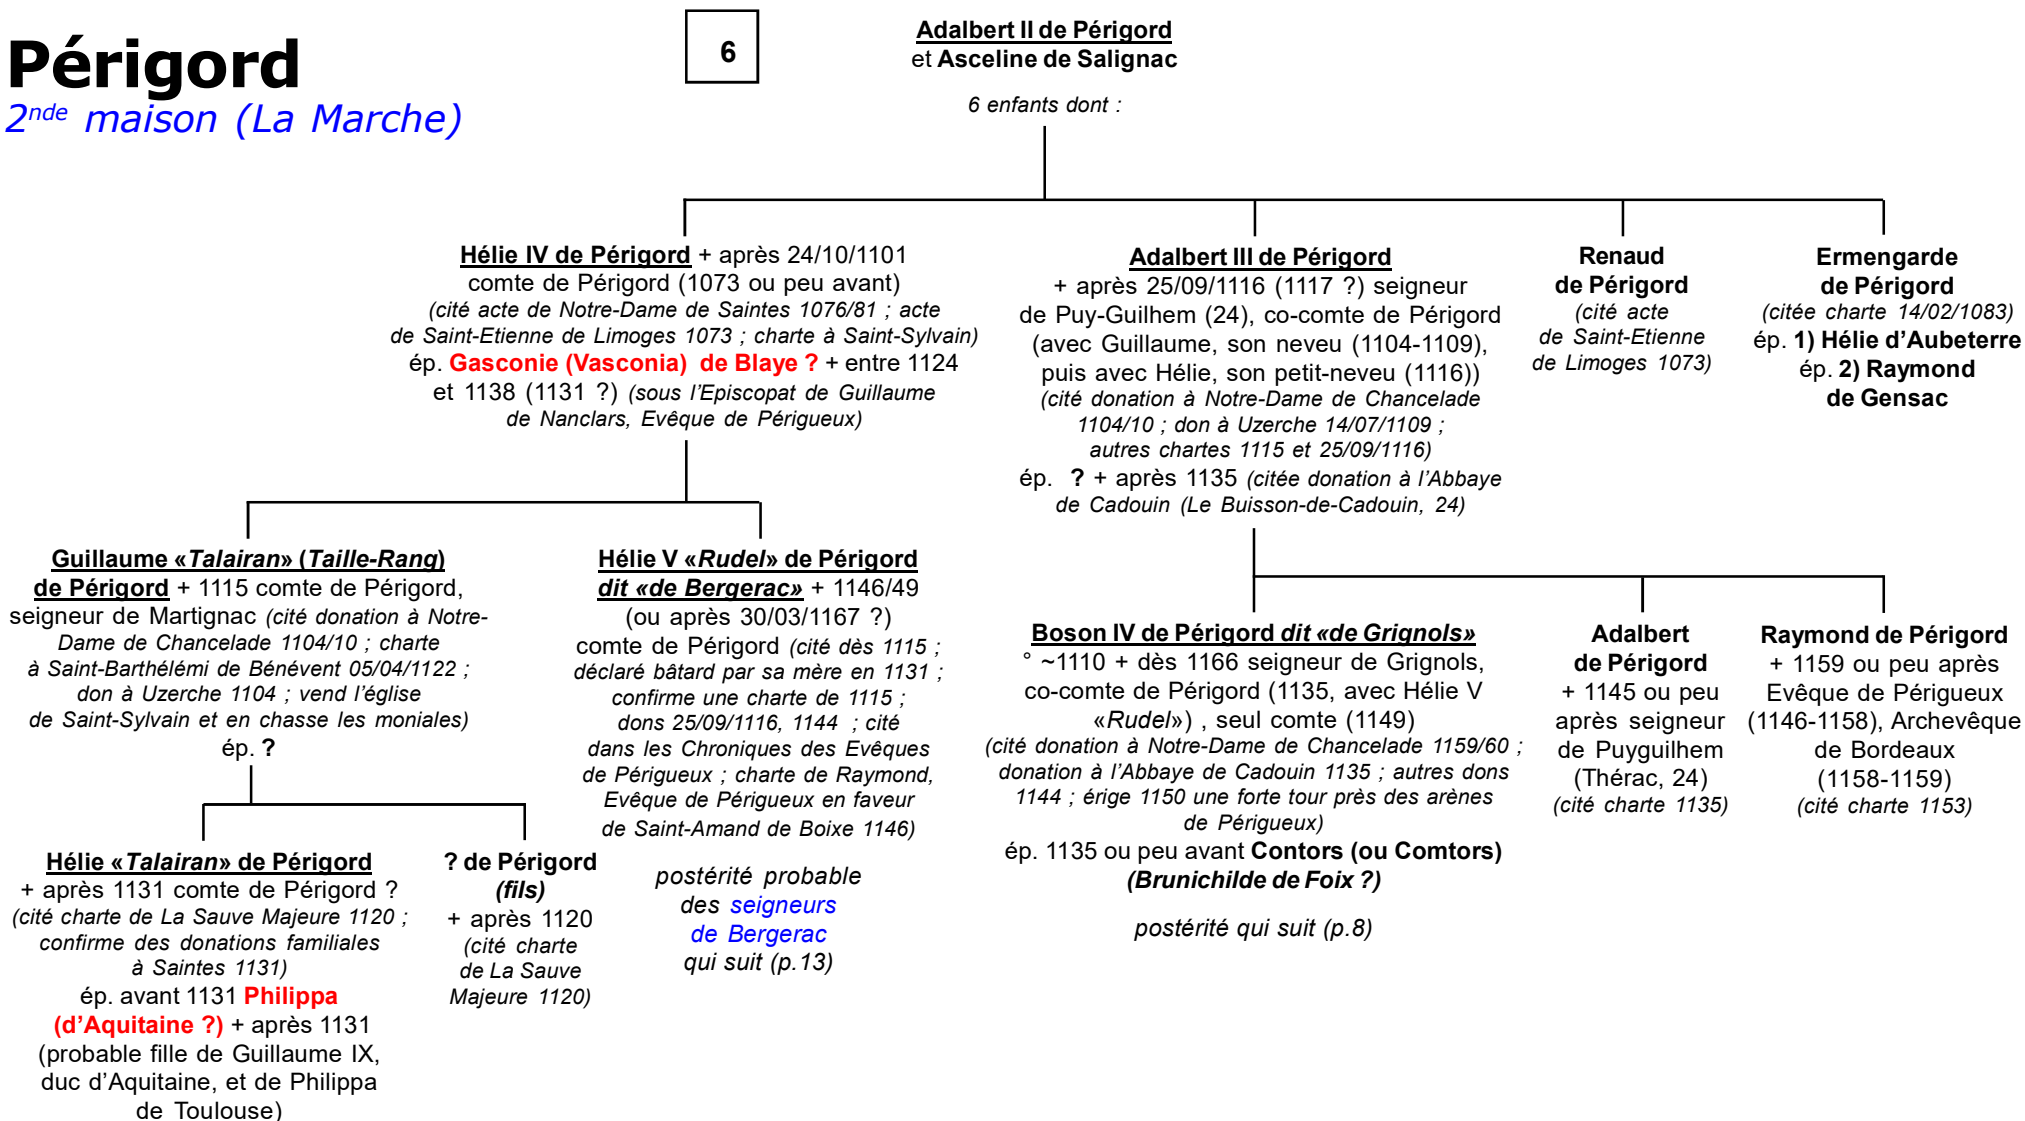 Périgord
2nde maison (La Marche)
6
Adalbert II de Périgord
et Asceline de Salignac
6 enfants dont :
Hélie IV de Périgord + après 24/10/1101
comte de Périgord (1073 ou peu avant)
(cité acte de Notre-Dame de Saintes 1076/81 ; acte
de Saint-Etienne de Limoges 1073 ; charte à Saint-Sylvain)
ép. Gasconie (Vasconia) de Blaye ? + entre 1124
et 1138 (1131 ?) (sous l'Episcopat de Guillaume
de Nanclars, Evêque de Périgueux)
Adalbert III de Périgord
+ après 25/09/1116 (1117 ?) seigneur
de Puy-Guilhem (24), co-comte de Périgord
(avec Guillaume, son neveu (1104-1109),
puis avec Hélie, son petit-neveu (1116))
(cité donation à Notre-Dame de Chancelade
1104/10 ; don à Uzerche 14/07/1109 ;
autres chartes 1115 et 25/09/1116)
ép. ? + après 1135 (citée donation à l'Abbaye
de Cadouin (Le Buisson-de-Cadouin, 24)
Renaud
de Périgord
(cité acte
de Saint-Etienne
de Limoges 1073)
Ermengarde
de Périgord
(citée charte 14/02/1083)
ép. 1) Hélie d'Aubeterre
ép. 2) Raymond
de Gensac
Guillaume «Talairan» (Taille-Rang)
de Périgord + 1115 comte de Périgord,
seigneur de Martignac (cité donation à Notre-
Dame de Chancelade 1104/10 ; charte
à Saint-Barthélémi de Bénévent 05/04/1122 ;
don à Uzerche 1104 ; vend l'église
de Saint-Sylvain et en chasse les moniales)
ép. ?
Hélie V «Rudel» de Périgord
dit «de Bergerac» + 1146/49
(ou après 30/03/1167 ?)
comte de Périgord (cité dès 1115 ;
déclaré bâtard par sa mère en 1131 ;
confirme une charte de 1115 ;
dons 25/09/1116, 1144 ; cité
dans les Chroniques des Evêques
de Périgueux ; charte de Raymond,
Evêque de Périgueux en faveur
de Saint-Amand de Boixe 1146)
postérité probable
des seigneurs
de Bergerac
qui suit (p.13)
Boson IV de Périgord dit «de Grignols»
° ~1110 + dès 1166 seigneur de Grignols,
co-comte de Périgord (1135, avec Hélie V
«Rudel») , seul comte (1149)
(cité donation à Notre-Dame de Chancelade 1159/60 ;
donation à l'Abbaye de Cadouin 1135 ; autres dons
1144 ; érige 1150 une forte tour près des arènes
de Périgueux)
ép. 1135 ou peu avant Contors (ou Comtors)
(Brunichilde de Foix ?)
postérité qui suit (p.8)
Adalbert
de Périgord
+ 1145 ou peu
après seigneur
de Puyguilhem
(Thérac, 24)
(cité charte 1135)
Raymond de Périgord
+ 1159 ou peu après
Evêque de Périgueux
(1146-1158), Archevêque
de Bordeaux
(1158-1159)
(cité charte 1153)
Hélie «Talairan» de Périgord
+ après 1131 comte de Périgord ?
(cité charte de La Sauve Majeure 1120 ;
confirme des donations familiales
à Saintes 1131)
ép. avant 1131 Philippa
(d'Aquitaine ?) + après 1131
(probable fille de Guillaume IX,
duc d'Aquitaine, et de Philippa
de Toulouse)
? de Périgord
(fils)
+ après 1120
(cité charte
de La Sauve
Majeure 1120)